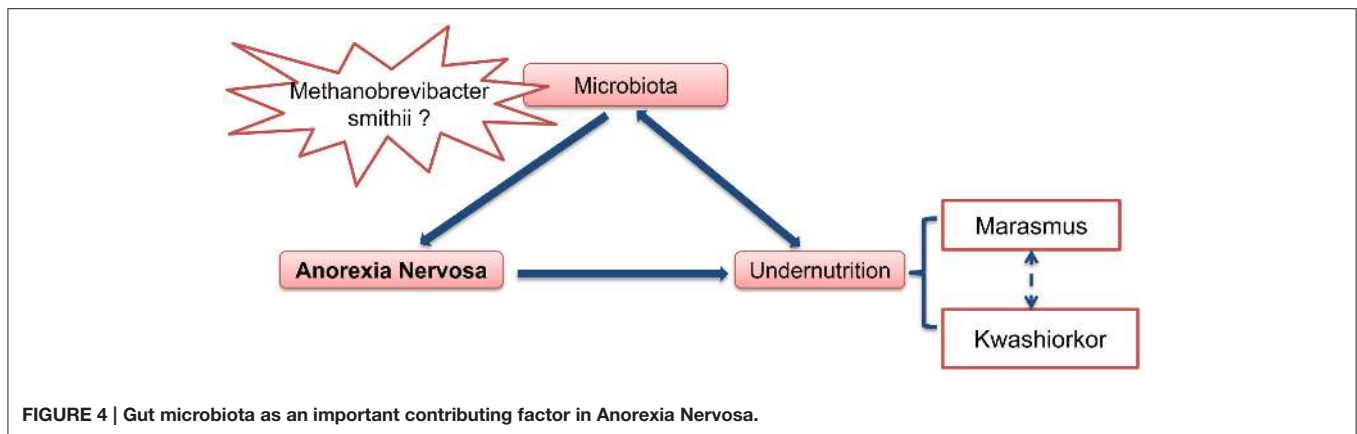 Methanobrevibacter
smithii ?
Microbiota
Anorexia Nervosa
Undernutrition
Marasmus
Kwashiorkor
FIGURE 4 | Gut microbiota as an important contributing factor in Anorexia Nervosa.